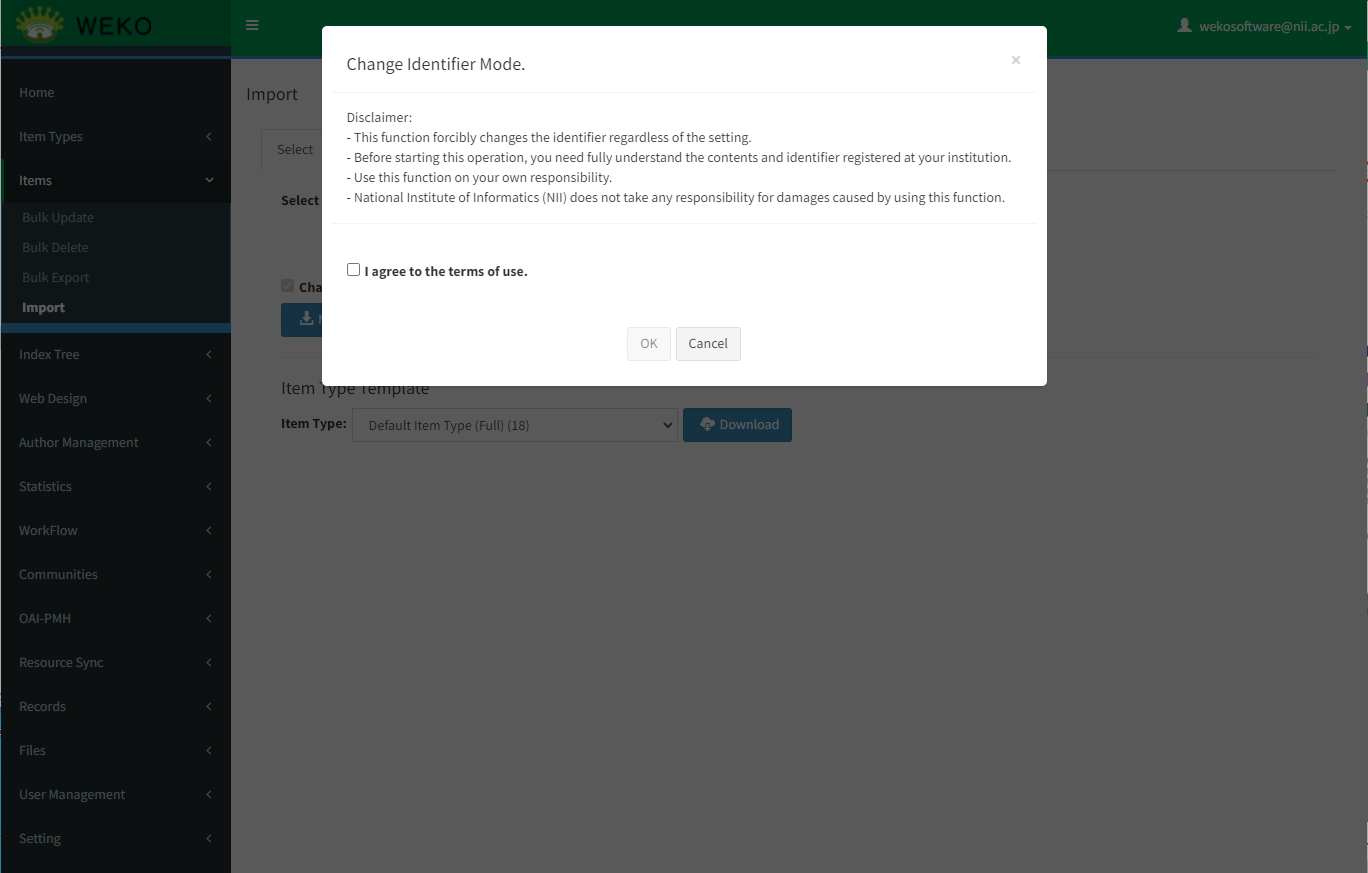 WEKO
wekosoftware@nii.ac.jp
Home
Item Types
Items
Bulk Update
Bulk Delete
Bulk Export
Import
Index Tree
Web Design
Author Management
Statistics
WorkFlow
Communities
OAI-PMH
Resource Sync
Records
Files
User Management
Setting
Import
Select
Select
Cha
Change Identifier Mode.
×
Disclaimer:
- This function forcibly changes the identifier regardless of the setting.
- Before starting this operation, you need fully understand the contents and identifier registered at your institution.
- Use this function on your own responsibility.
- National Institute of Informatics (NII) does not take any responsibility for damages caused by using this function.
I agree to the terms of use.
OK Cancel
Item Type Template
Item Type: Default Item Type (Full) (18) Download